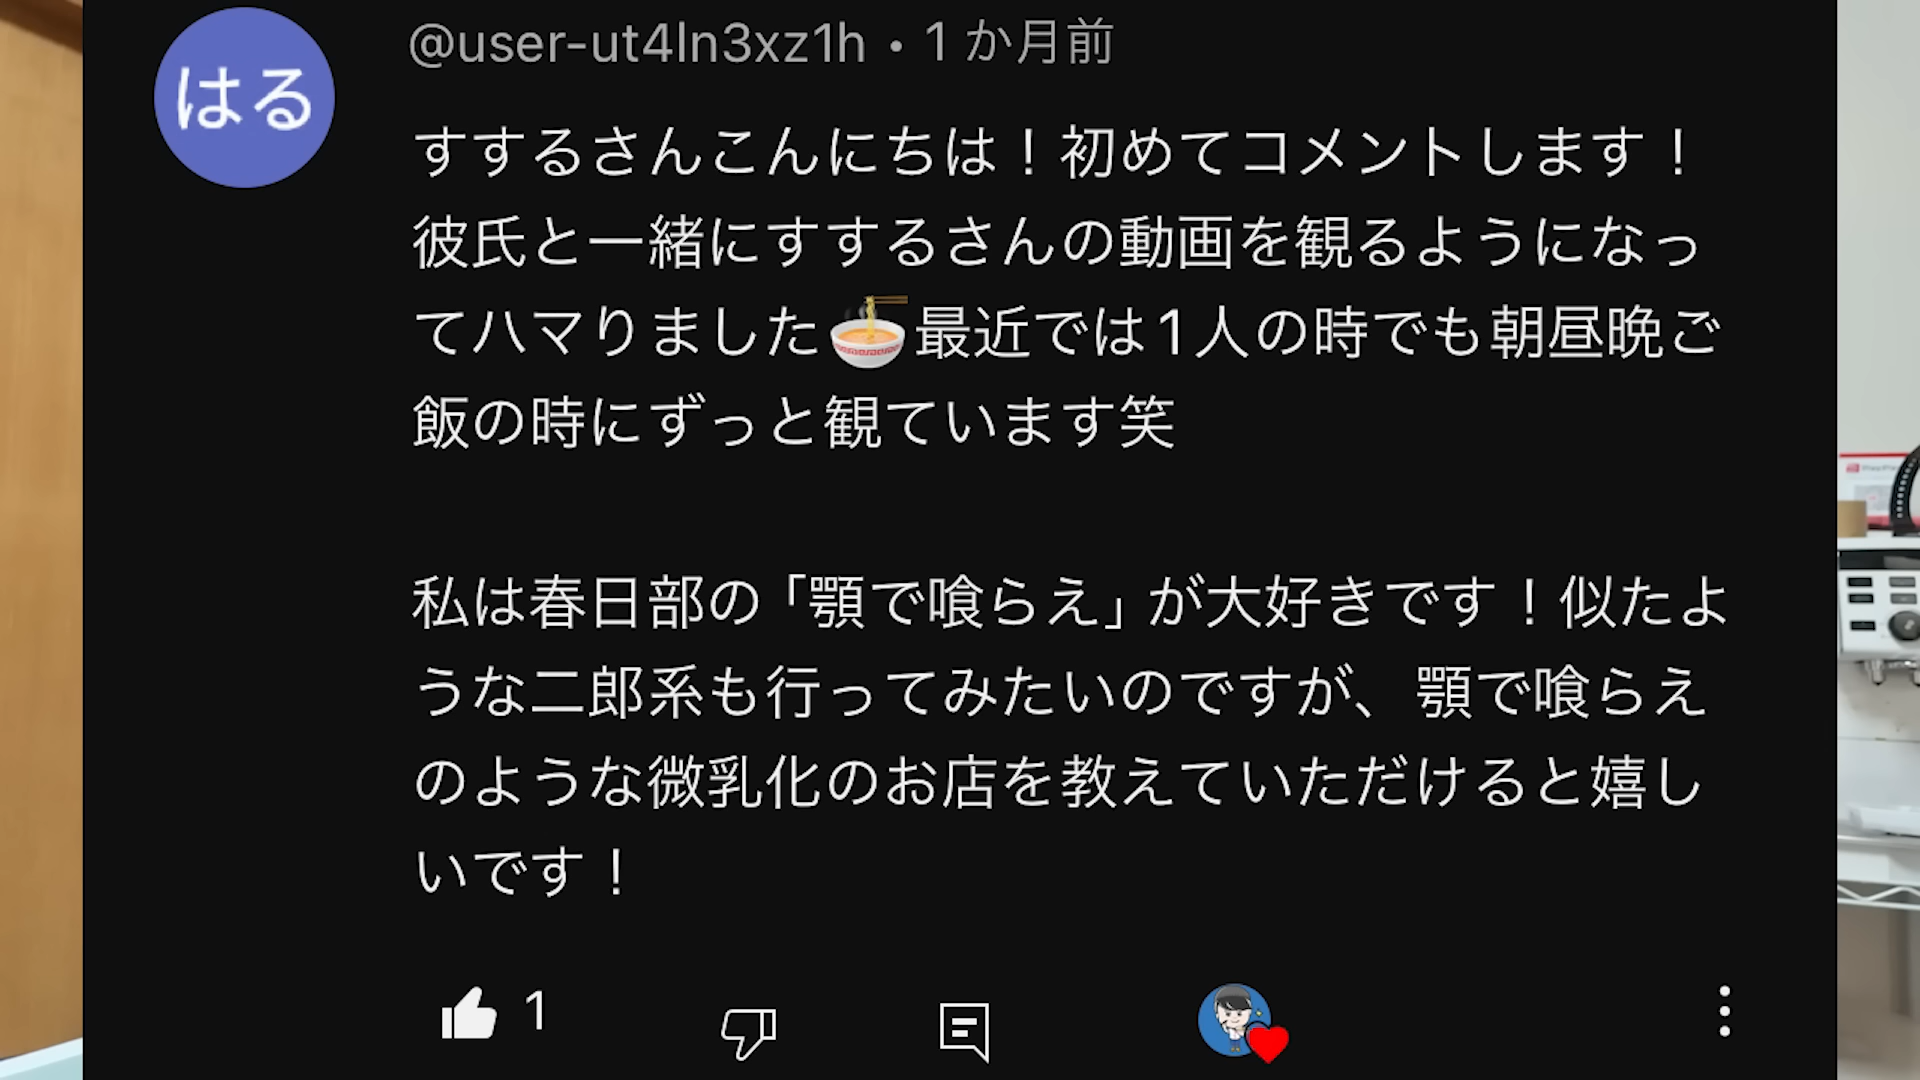 はる
@user-ut4ln3xz1h・1か月前
すするさんこんにちは！初めてコメントします！
彼氏と一緒にすするさんの動画を観るようになっ
てハマりました🍜最近では1人の時でも朝昼晩ご
飯の時にずっと観ています笑
私は春日部の「顎で喰らえ」が大好きです！似たよ
うな二郎系も行ってみたいのですが、顎で喰らえ
のような微乳化のお店を教えていただけると嬉し
いです！
1